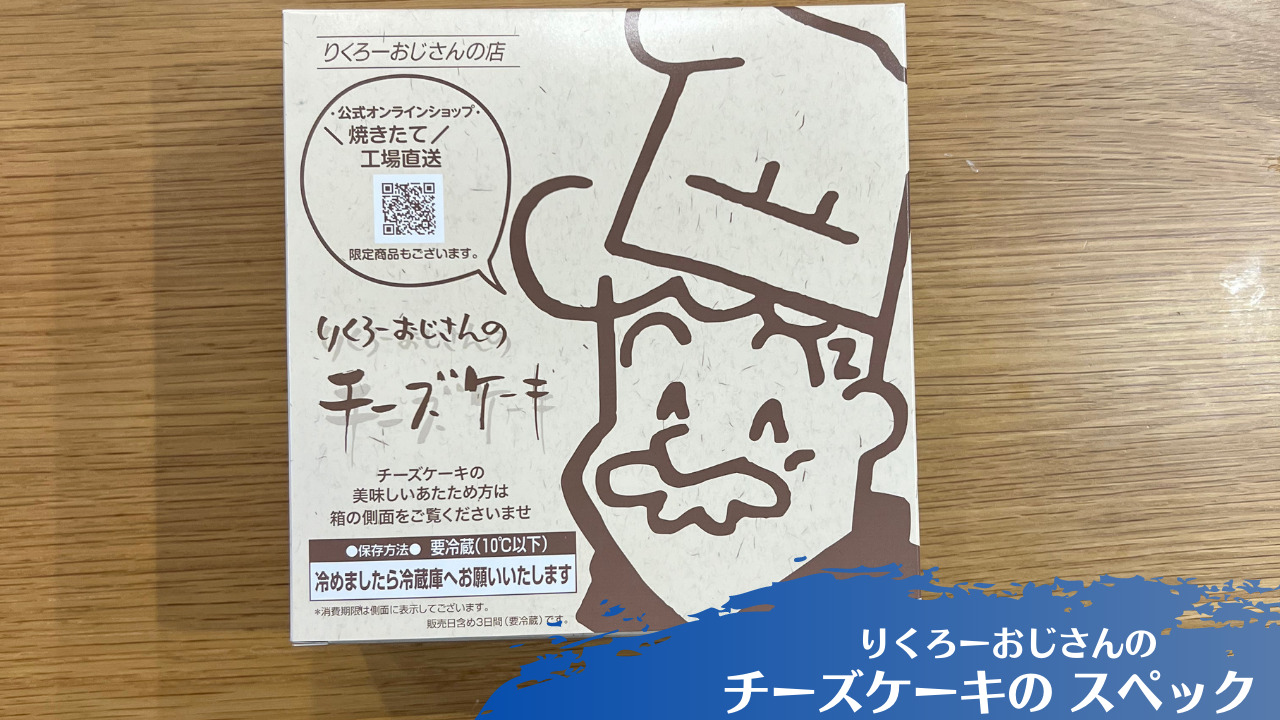 りくろーおじさんの店
・公式オンラインショップ・
＼焼きたて／
工場直送
限定商品もございます。
りくろーおじさんの
チーズケーキ
チーズケーキの
美味しいあたため方は
箱の側面をご覧くださいませ
●保存方法● 要冷蔵(10℃以下)
冷めましたら冷蔵庫へお願いいたします
*消費期限は側面に表示してございます。
販売日含め3日間(要冷蔵)です。
りくろーおじさんの
チーズケーキの スペック